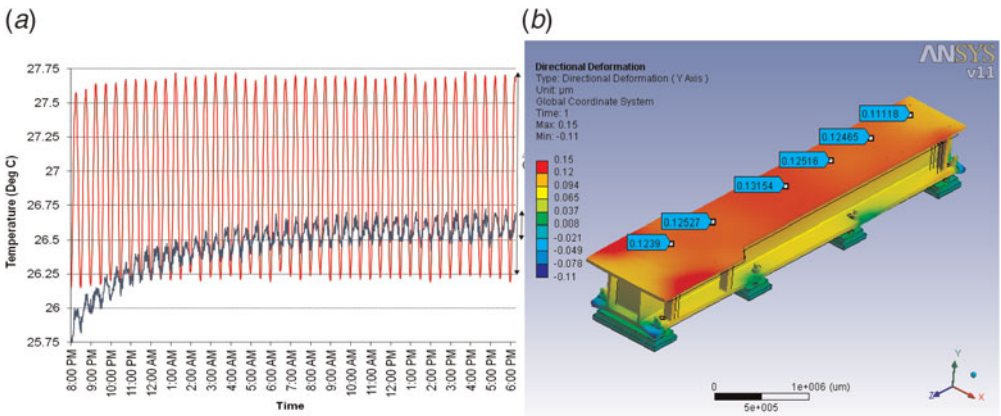 (a)
27.75
27.5
27.25
27
26.75
26.5
26.25
26
25.75
Temperature (Deg C)
8:00 PM
9:00 PM
10:00 PM
11:00 PM
12:00 AM
1:00 AM
2:00 AM
3:00 AM
4:00 AM
5:00 AM
6:00 AM
7:00 AM
8:00 AM
9:00 AM
10:00 AM
11:00 AM
12:00 PM
1:00 PM
2:00 PM
3:00 PM
4:00 PM
5:00 PM
6:00 PM
Time
(b)
ANSYS
v11
Directional Deformation
Type: Directional Deformation ( Y Axis )
Unit: µm
Global Coordinate System
Time: 1
Max: 0.15
Min: -0.11
0.15
0.12
0.094
0.065
0.037
0.008
-0.021
-0.049
-0.078
-0.11
0.11118
0.12485
0.12516
0.13154
0.12527
0.1239
0
1e+006 (um)
5e+005
Y
Z
X